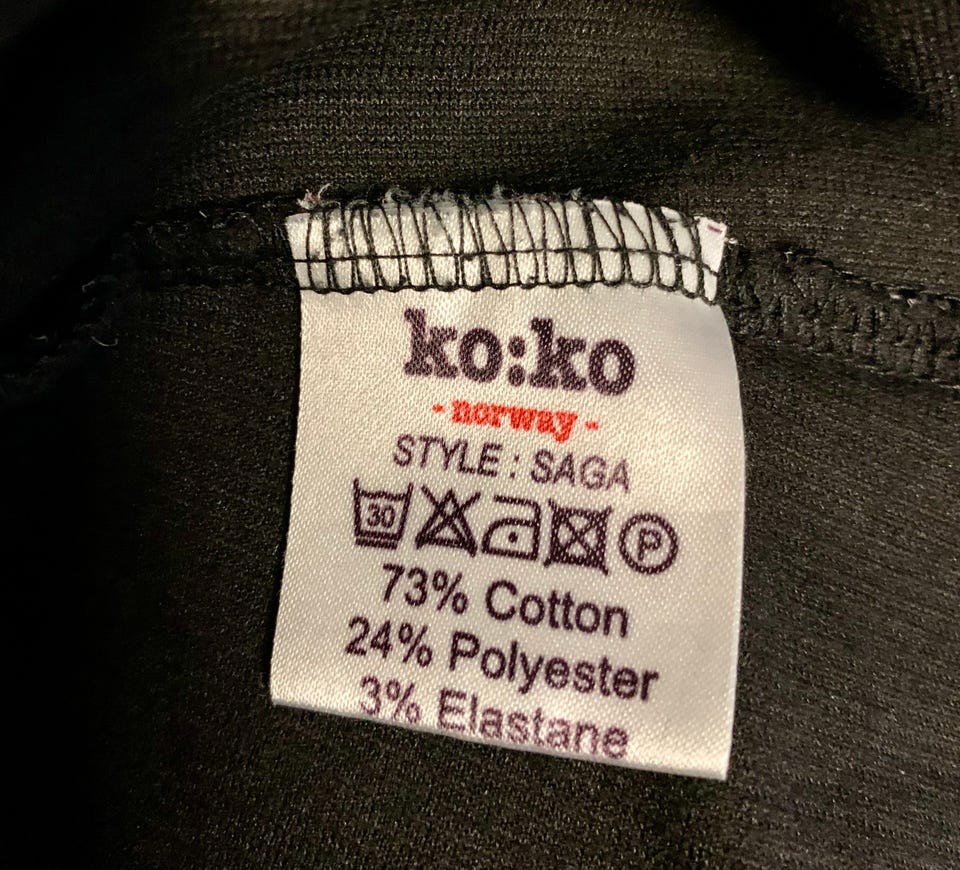 ko:ko
- norway -
STYLE : SAGA
30 P
73% Cotton
24% Polyester
3% Elastane